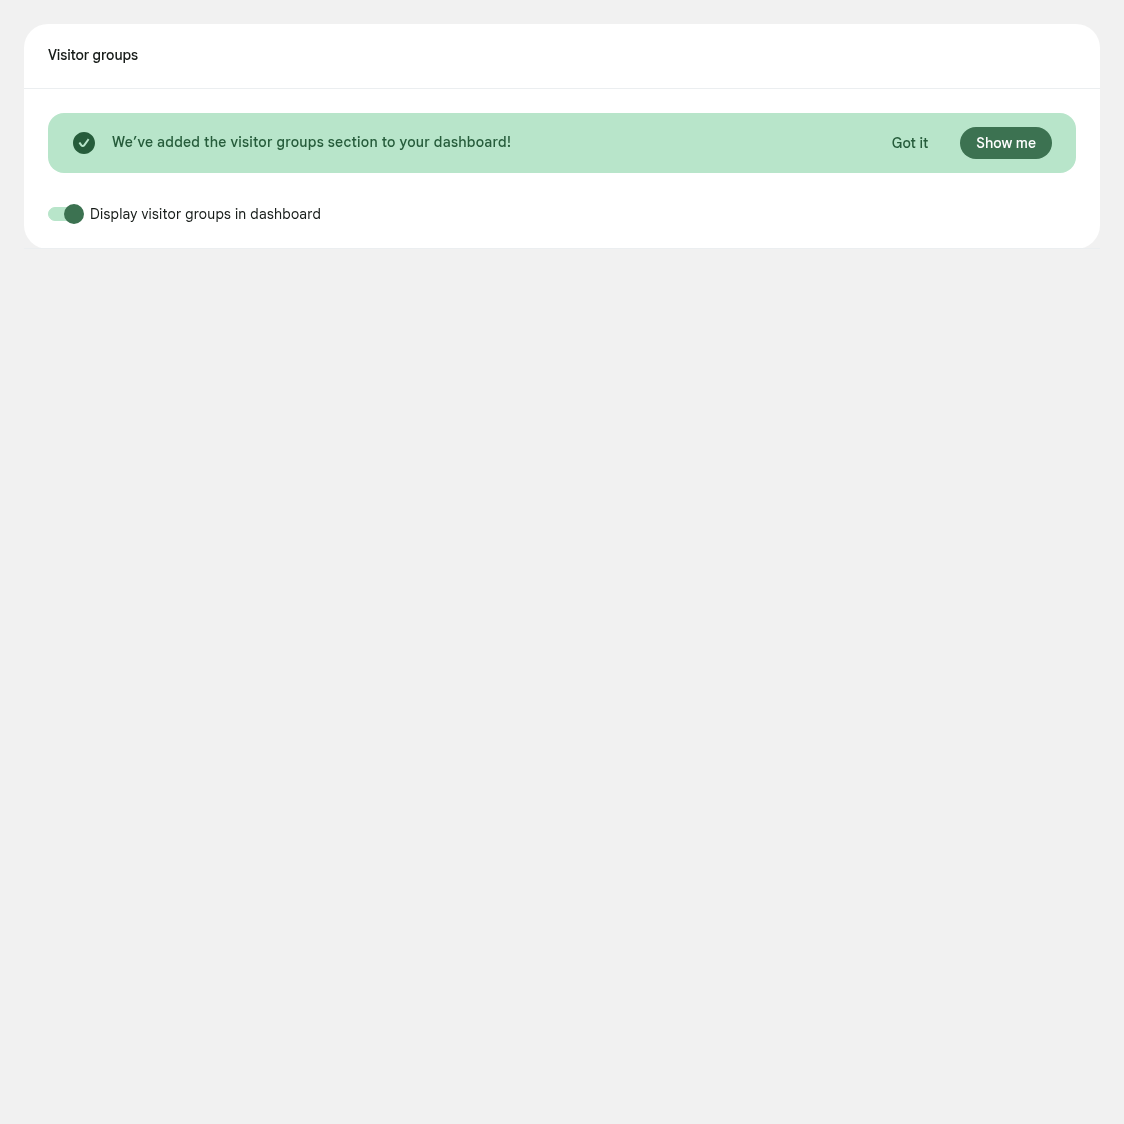 Visitor groups
We’ve added the visitor groups section to your dashboard!
Got it
Show me
Display visitor groups in dashboard